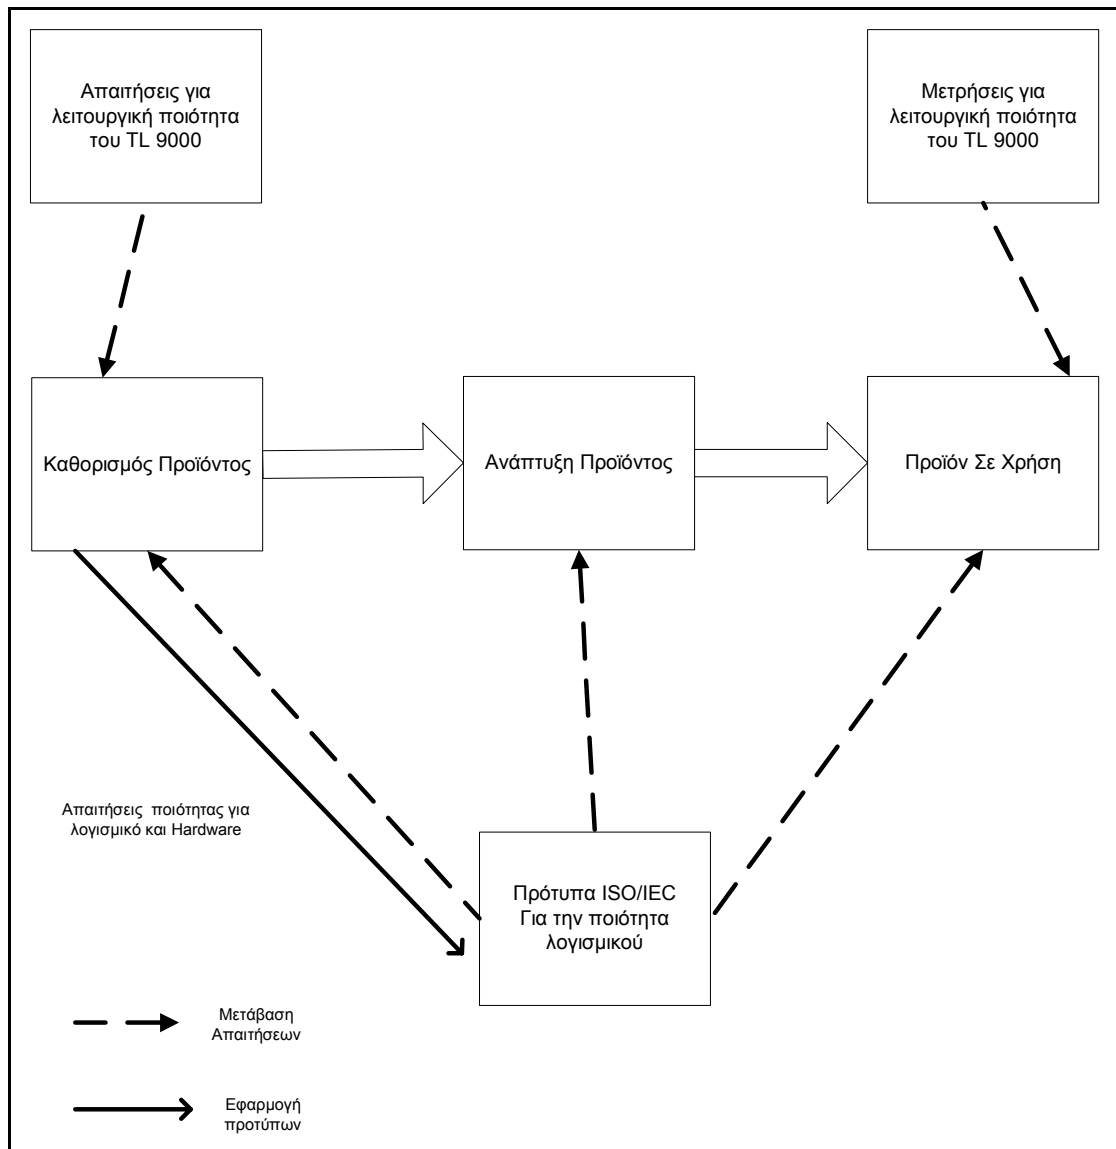 Απαιτήσεις για
λειτουργική ποιότητα
του TL 9000
Μετρήσεις για
λειτουργική ποιότητα
του TL 9000
Καθορισμός Προϊόντος
Ανάπτυξη Προϊόντος
Προϊόν Σε Χρήση
Απαιτήσεις ποιότητας για
λογισμικό και Hardware
Πρότυπα ISO/IEC
Για την ποιότητα
λογισμικού
Μετάβαση
Απαιτήσεων
Εφαρμογή
προτύπων